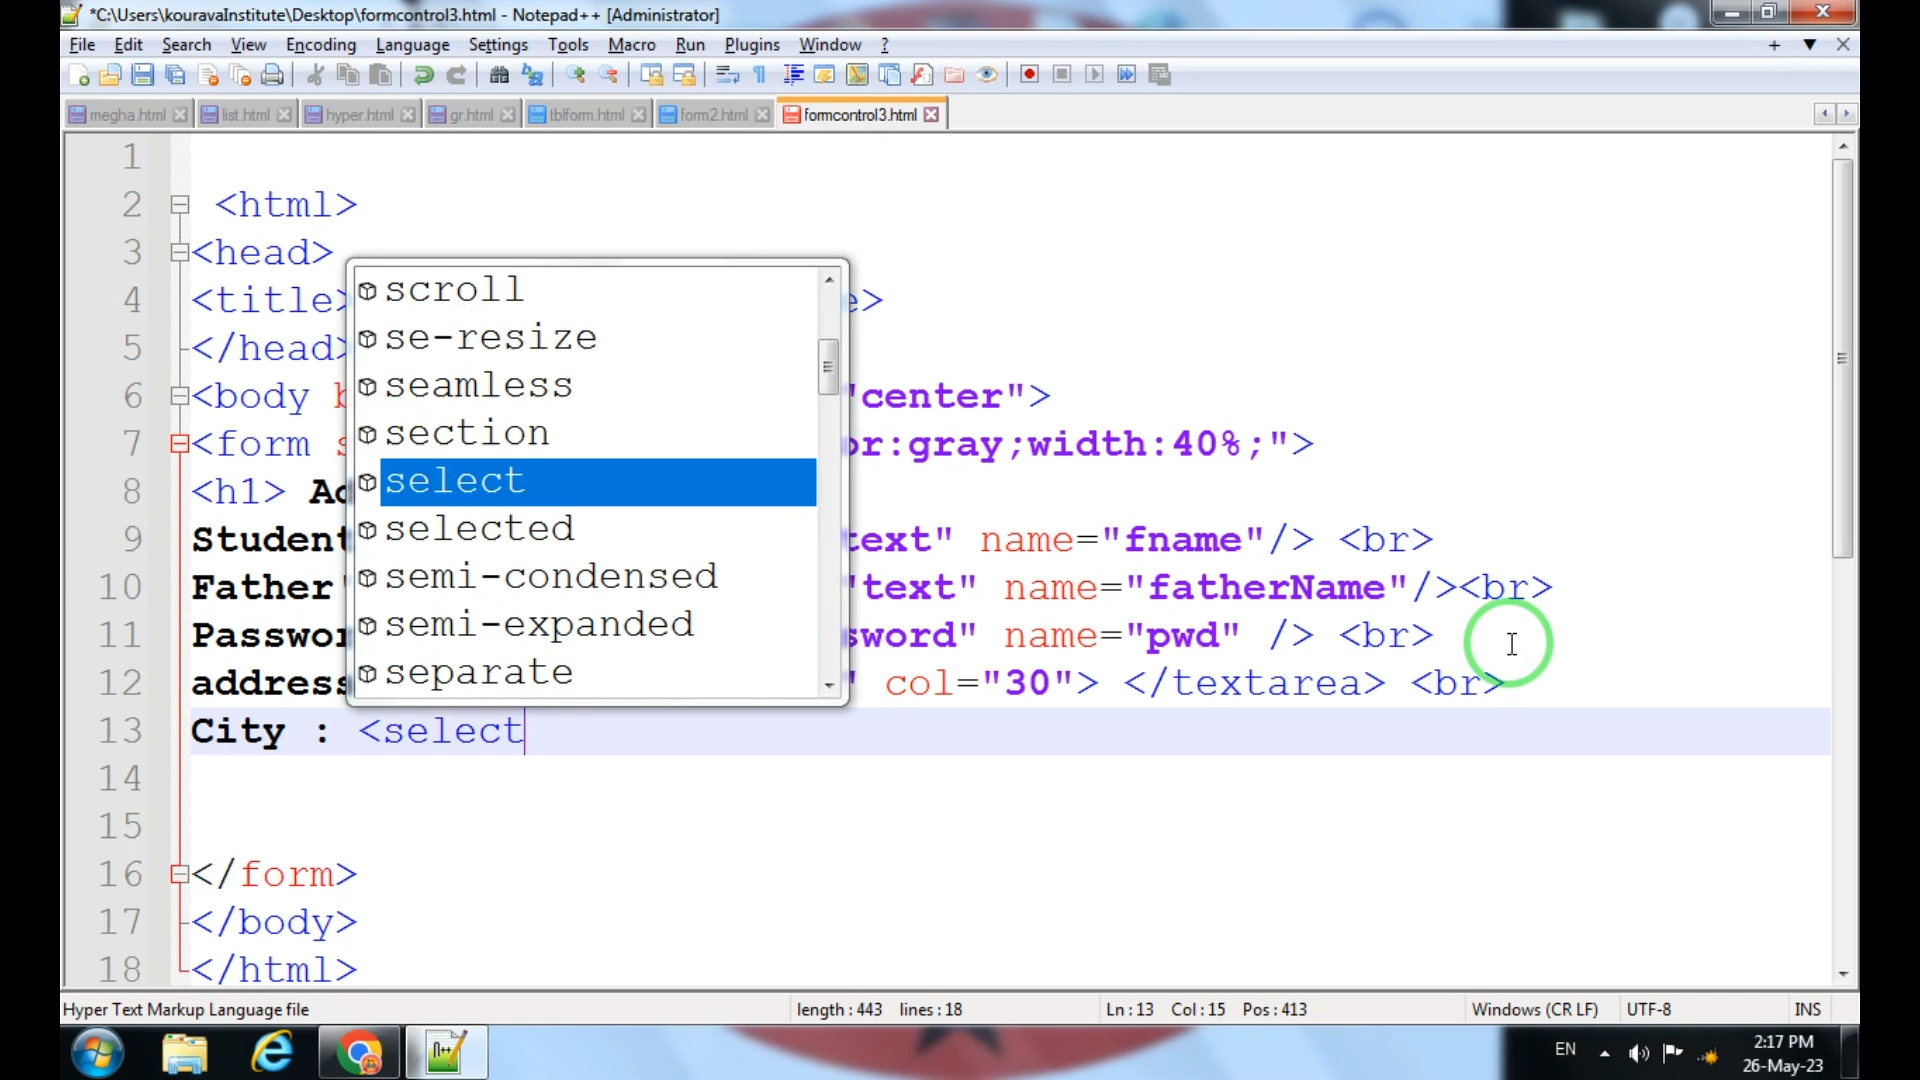 *C:\Users\kouravaInstitute\Desktop\formcontrol3.html - Notepad++ [Administrator]
File Edit Search View Encoding Language Settings Tools Macro Run Plugins Window ?
megha.html list.html hyper.html gr.html tblform.html form2.html formcontrol3.html
1
2 <html>
3 <head>
4 <title> e>
5 </head>
6 <body "center">
7 <form or:gray;width:40%;">
8 <h1>
9 Student text" name="fname"/> <br>
10 Father text" name="fatherName"/><br>
11 Passwor sword" name="pwd" /> <br>
12 address " col="30"> </textarea> <br>
13 City : <select
14
15
16 </form>
17 </body>
18 </html>
scroll
se-resize
seamless
section
select
selected
semi-condensed
semi-expanded
separate
Hyper Text Markup Language file length : 443 lines : 18 Ln : 13 Col : 15 Pos : 413 Windows (CR LF) UTF-8 INS
EN 2:17 PM
26-May-23